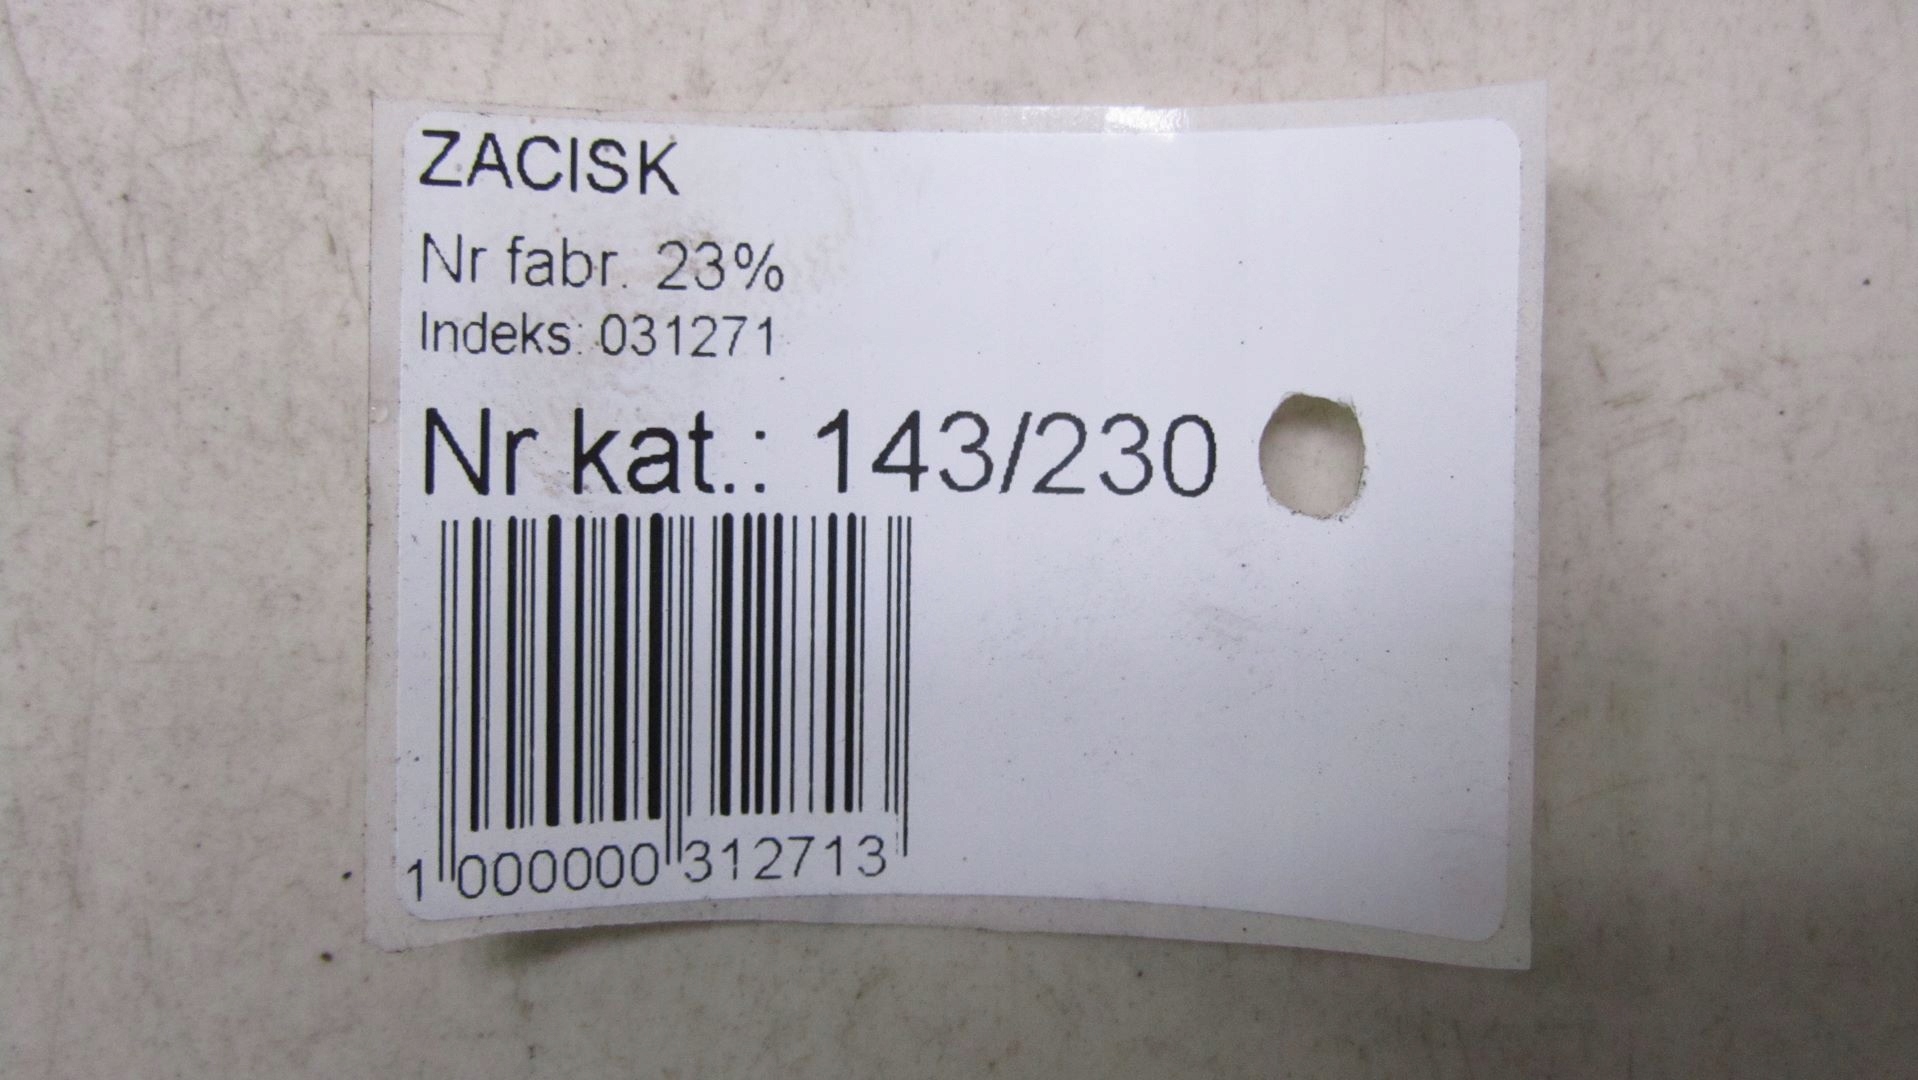 ZACISK
Nr fabr. 23%
Indeks: 031271
Nr kat.: 143/230
1 000000 312713